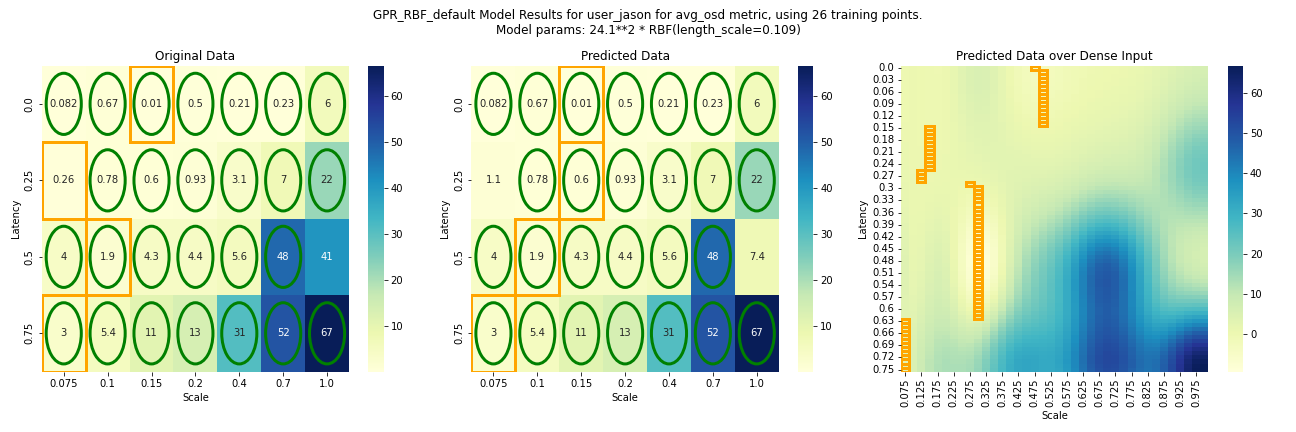 GPR_RBF_default Model Results for user_jason for avg_osd metric, using 26 training points.
Model params: 24.1**2 * RBF(length_scale=0.109)
Original Data
0.0
0.25
0.5
0.75
Latency
0.082 0.67 0.01 0.5 0.21 0.23 6
0.26 0.78 0.6 0.93 3.1 7 22
4 1.9 4.3 4.4 5.6 48 41
3 5.4 11 13 31 52 67
0.075 0.1 0.15 0.2 0.4 0.7 1.0
Scale
60
50
40
30
20
10
Predicted Data
0.0
0.25
0.5
0.75
Latency
0.082 0.67 0.01 0.5 0.21 0.23 6
1.1 0.78 0.6 0.93 3.1 7 22
4 1.9 4.3 4.4 5.6 48 7.4
3 5.4 11 13 31 52 67
0.075 0.1 0.15 0.2 0.4 0.7 1.0
Scale
60
50
40
30
20
10
Predicted Data over Dense Input
0.0
0.03
0.06
0.09
0.12
0.15
0.18
0.21
0.24
0.27
0.3
0.33
0.36
0.39
0.42
0.45
0.48
0.51
0.54
0.57
0.6
0.63
0.66
0.69
0.72
0.75
Latency
0.075 0.125 0.175 0.225 0.275 0.325 0.375 0.425 0.475 0.525 0.575 0.625 0.675 0.725 0.775 0.825 0.875 0.925 0.975
Scale
60
50
40
30
20
10
0